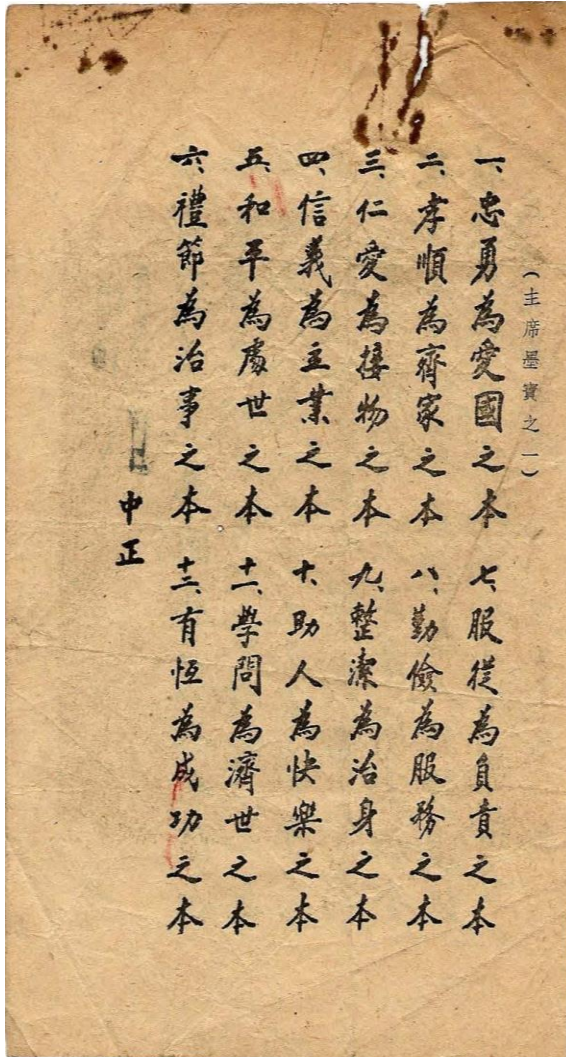 （主席墨寶之一）
一、忠勇為愛國之本
二、孝順為齊家之本
三、仁愛為接物之本
四、信義為立業之本
五、和平為處世之本
六、禮節為治事之本
七、服從為負責之本
八、勤儉為服務之本
九、整潔為治身之本
十、助人為快樂之本
十一、學問為濟世之本
十二、有恆為成功之本
中正